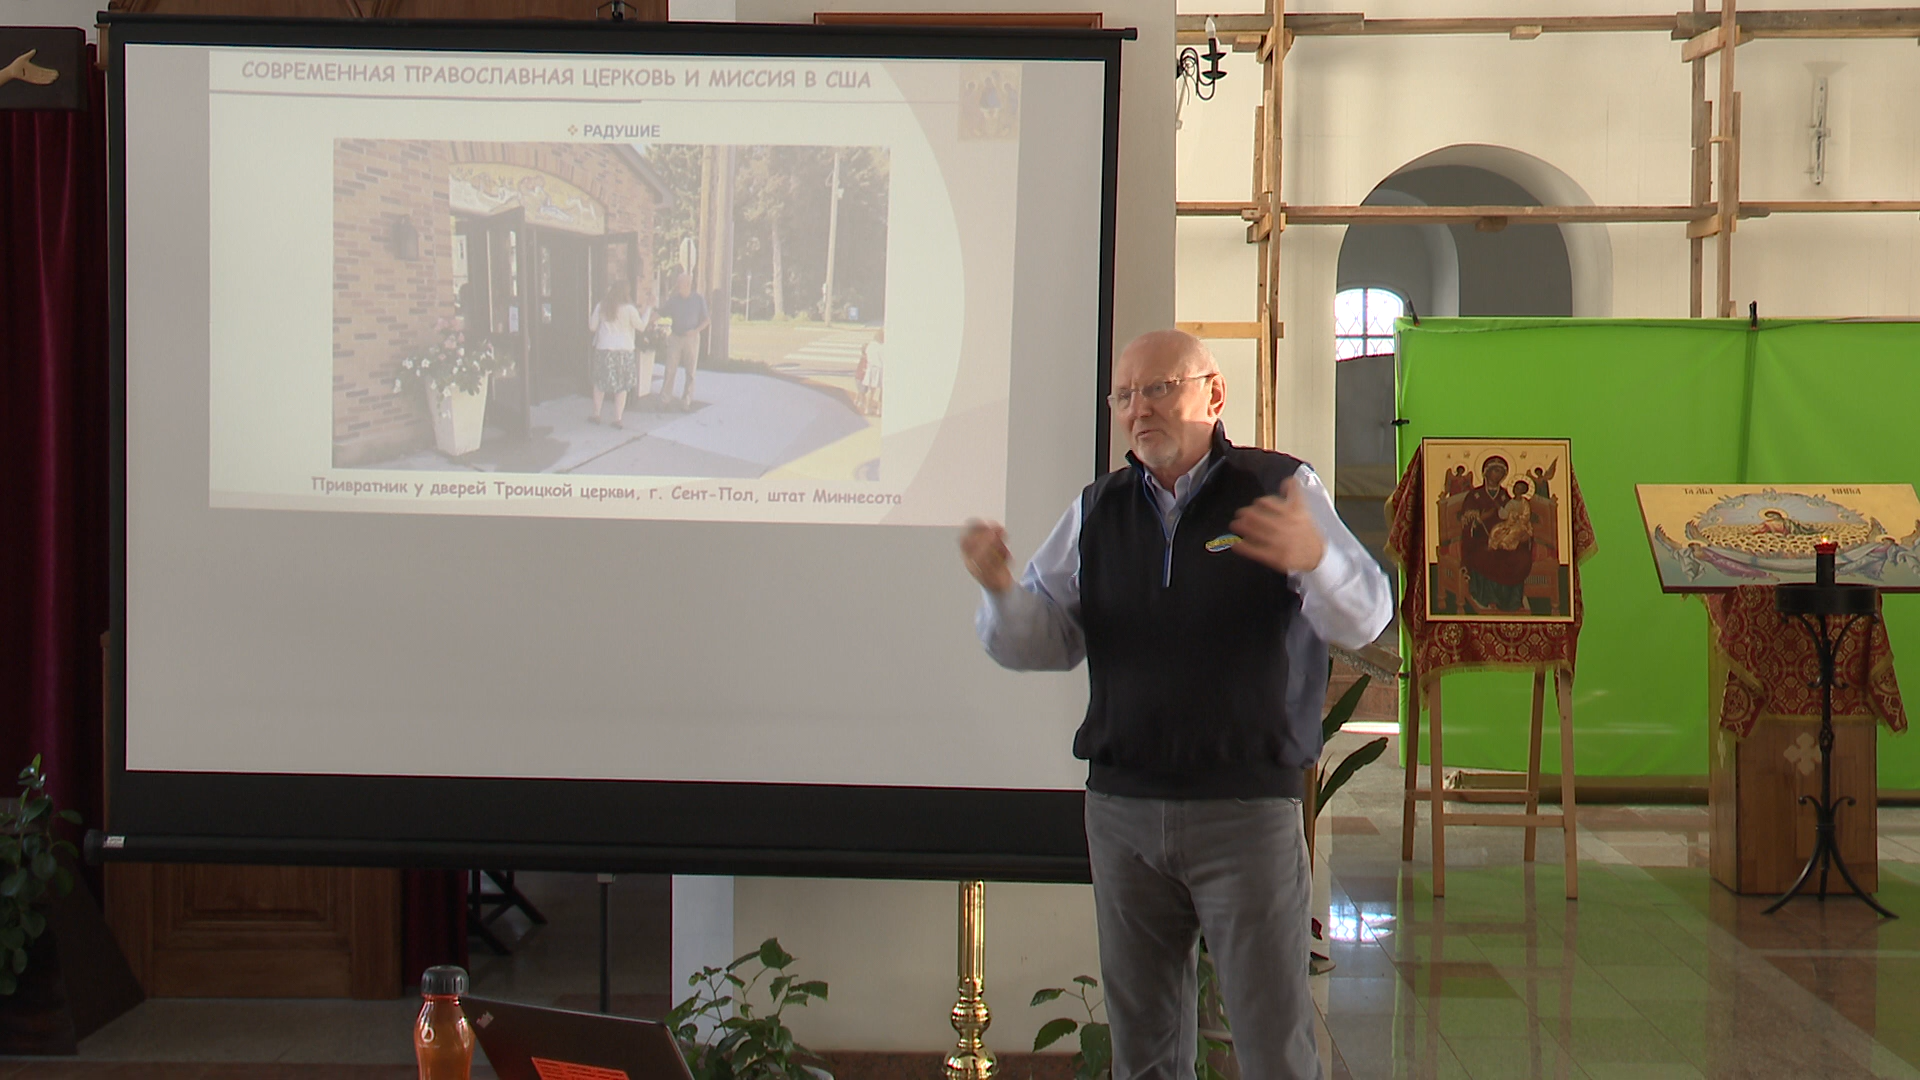 СОВРЕМЕННАЯ ПРАВОСЛАВНАЯ ЦЕРКОВЬ И МИССИЯ В США
РАДУШИЕ
Привратник у дверей Троицкой церкви, г. Сент-Пол, штат Миннесота